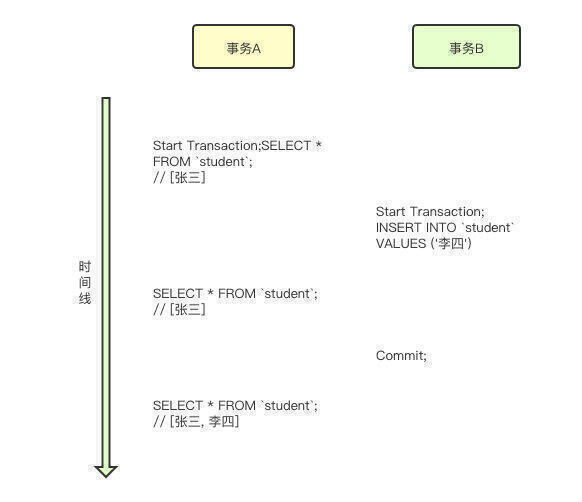 事务A
事务B
Start Transaction;SELECT *
FROM `student`;
// [张三]
Start Transaction;
INSERT INTO `student`
VALUES ('李四')
时
间
线
SELECT * FROM `student`;
// [张三]
Commit;
SELECT * FROM `student`;
// [张三, 李四]